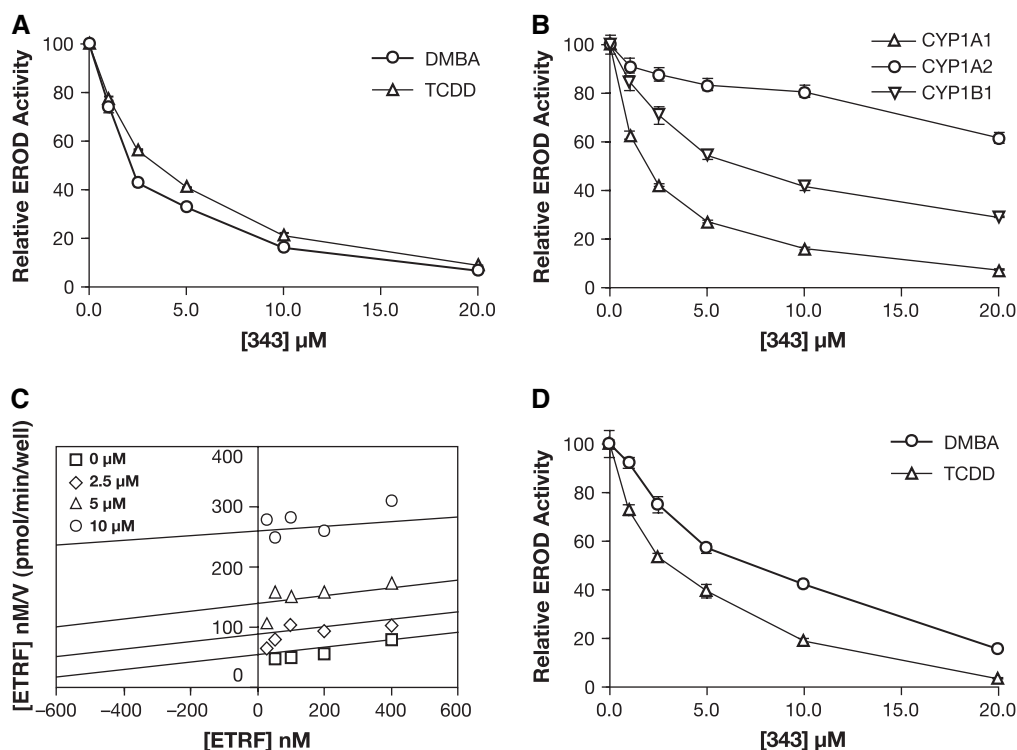 A
Relative EROD Activity
100
80
60
40
20
0
0.0 5.0 10.0 15.0 20.0
[343] µM
DMBA
TCDD
B
Relative EROD Activity
100
80
60
40
20
0
0.0 5.0 10.0 15.0 20.0
[343] µM
CYP1A1
CYP1A2
CYP1B1
C
[ETRF] nM/V (pmol/min/well)
0 µM
2.5 µM
5 µM
10 µM
400
300
200
100
0
−600 −400 −200 0 200 400 600
[ETRF] nM
D
Relative EROD Activity
100
80
60
40
20
0
0.0 5.0 10.0 15.0 20.0
[343] µM
DMBA
TCDD